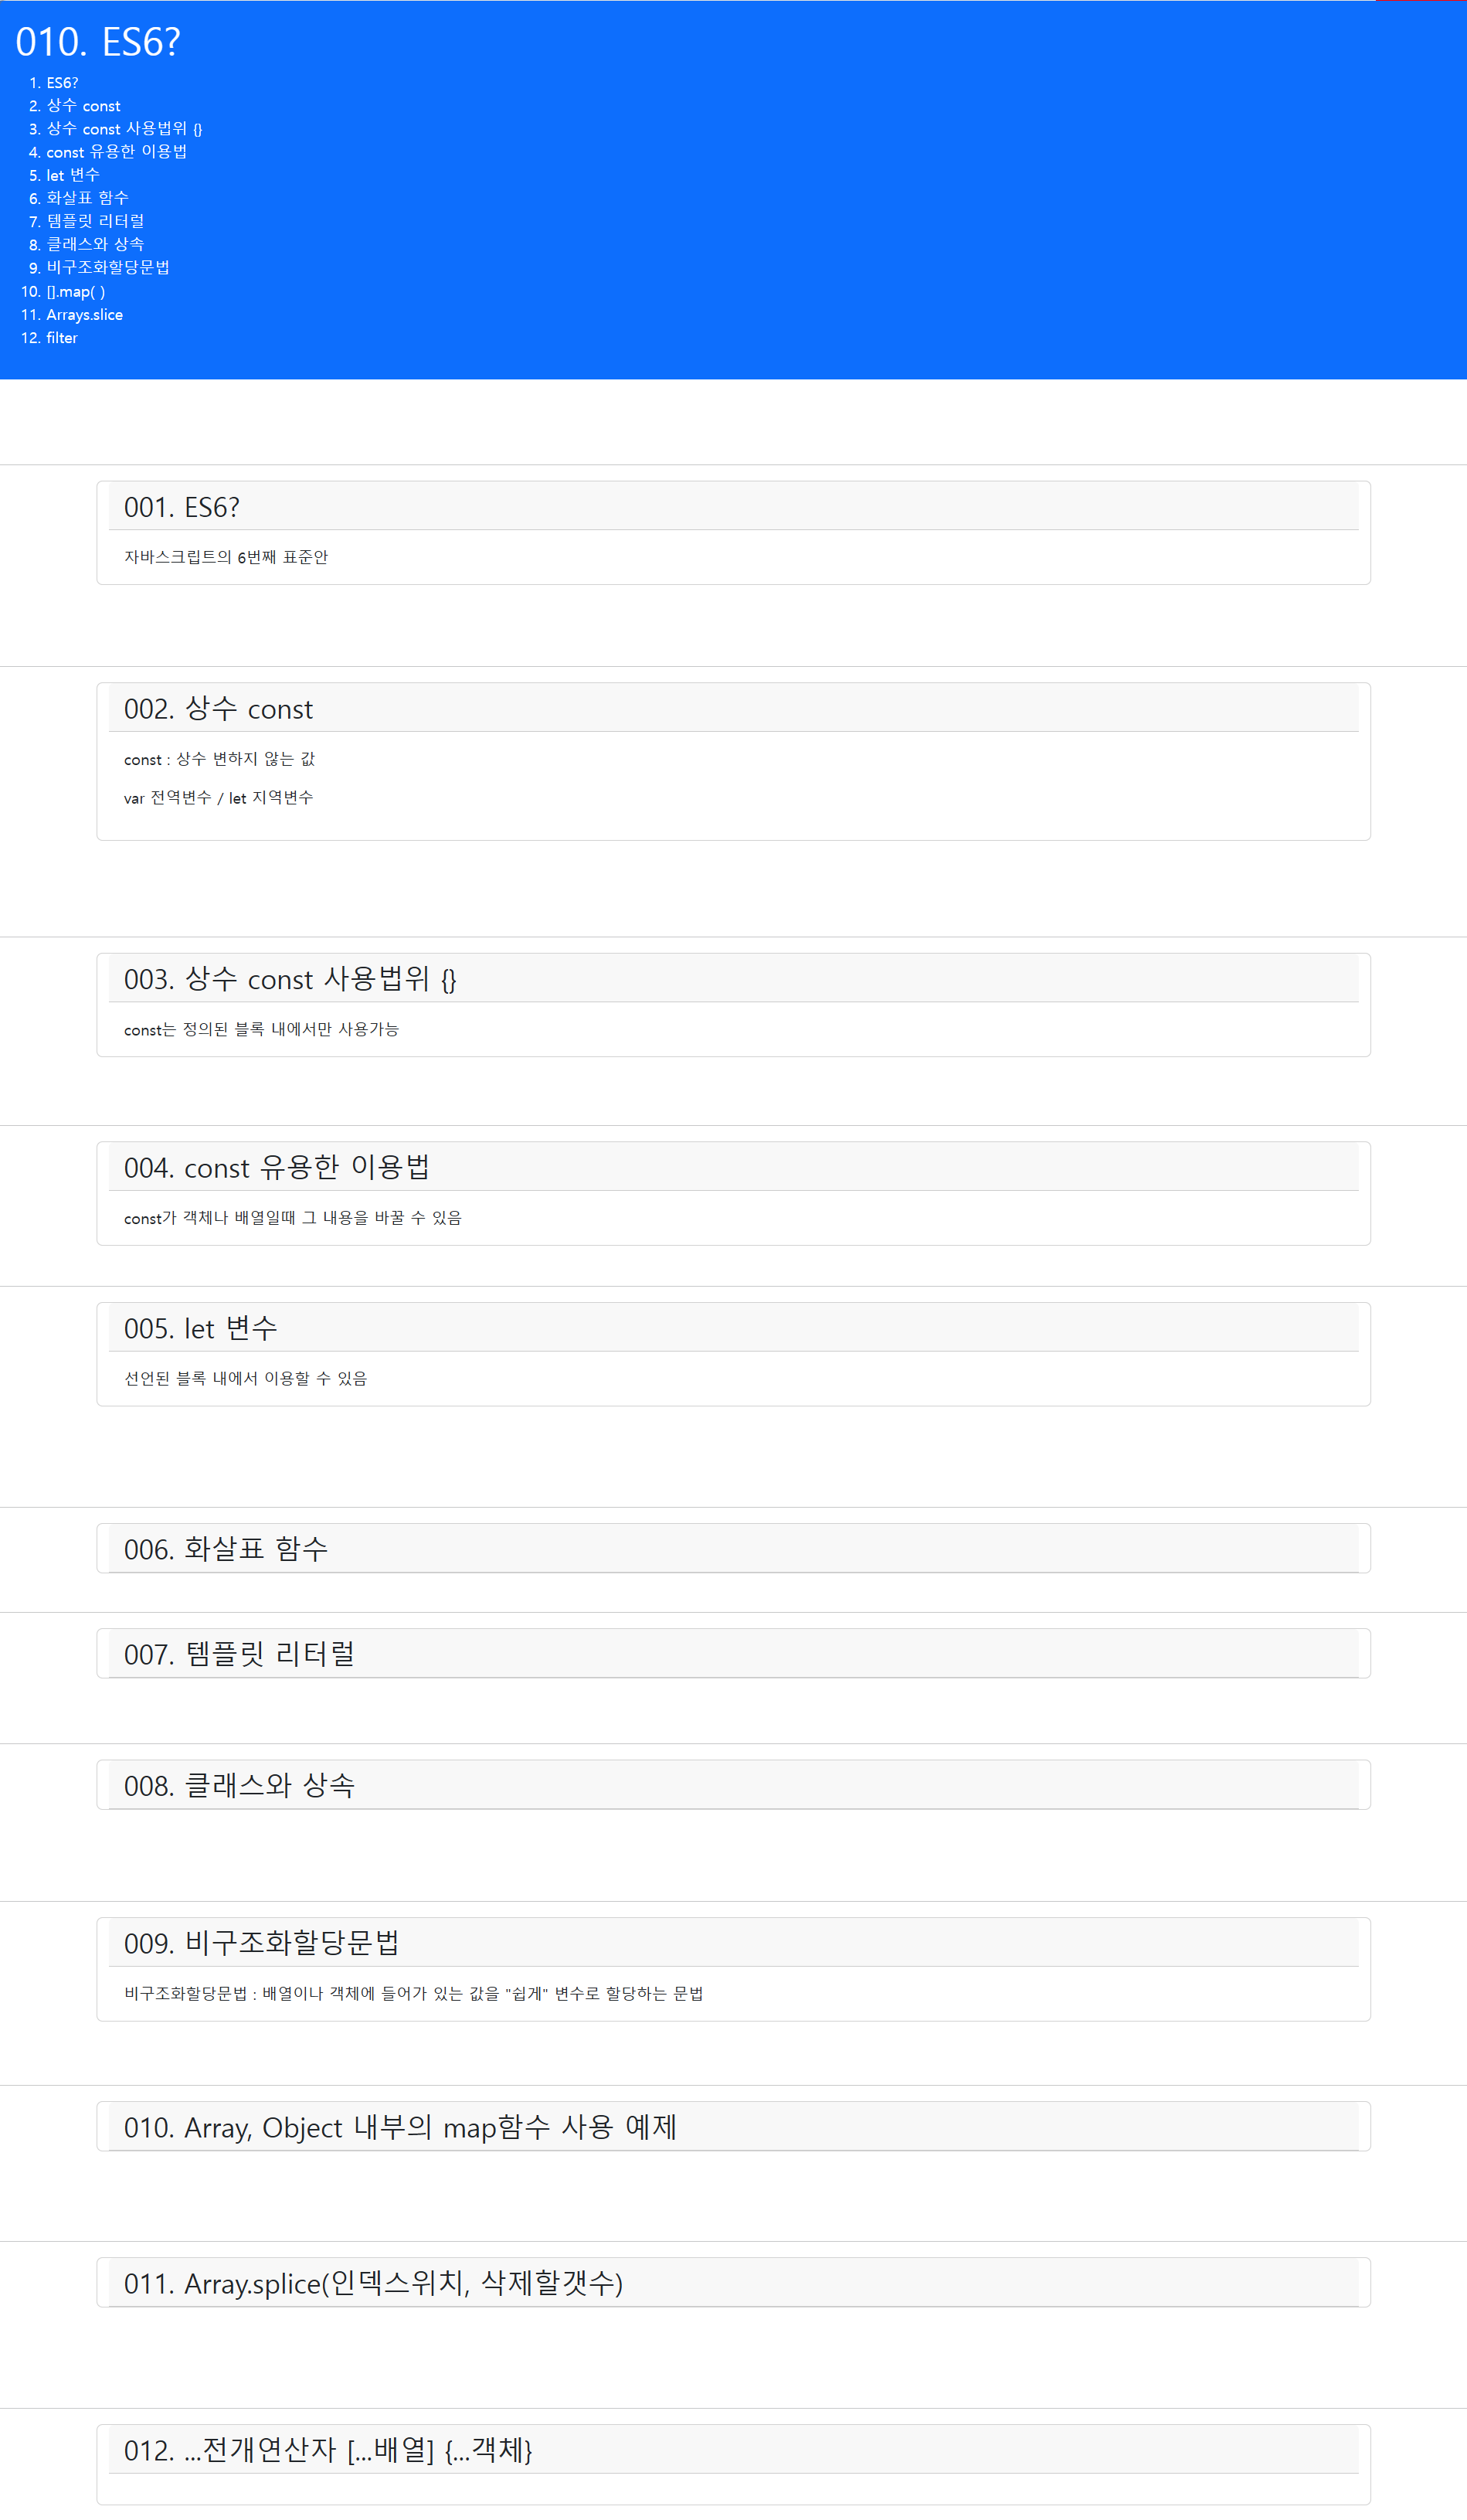 010. ES6?
1. ES6?
2. 상수 const
3. 상수 const 사용법위 {}
4. const 유용한 이용법
5. let 변수
6. 화살표 함수
7. 템플릿 리터럴
8. 클래스와 상속
9. 비구조화할당문법
10. [].map( )
11. Arrays.slice
12. filter
001. ES6?
자바스크립트의 6번째 표준안
002. 상수 const
const : 상수 변하지 않는 값
var 전역변수 / let 지역변수
003. 상수 const 사용법위 {}
const는 정의된 블록 내에서만 사용가능
004. const 유용한 이용법
const가 객체나 배열일때 그 내용을 바꿀 수 있음
005. let 변수
선언된 블록 내에서 이용할 수 있음
006. 화살표 함수
007. 템플릿 리터럴
008. 클래스와 상속
009. 비구조화할당문법
비구조화할당문법 : 배열이나 객체에 들어가 있는 값을 "쉽게" 변수로 할당하는 문법
010. Array, Object 내부의 map함수 사용 예제
011. Array.splice(인덱스위치, 삭제할갯수)
012. ...전개연산자 [...배열] {...객체}